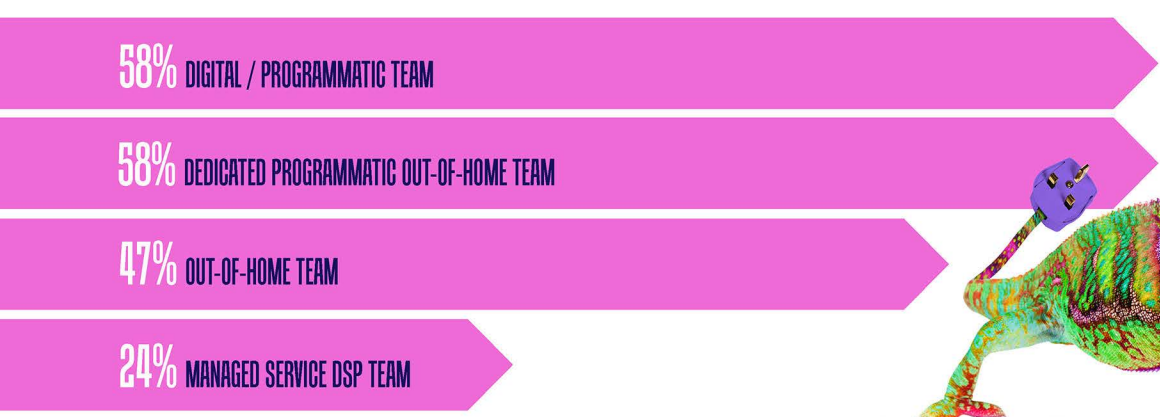 58% DIGITAL / PROGRAMMATIC TEAM
58% DEDICATED PROGRAMMATIC OUT-OF-HOME TEAM
47% OUT-OF-HOME TEAM
24% MANAGED SERVICE DSP TEAM